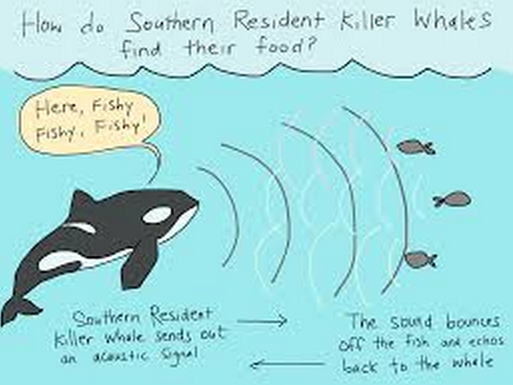 How do Southern Resident Killer Whales
find their food?
Here, Fishy
Fishy, Fishy!
Southern Resident
Killer Whale sends out
an acoustic signal
The sound bounces
off the fish and echos
back to the whale